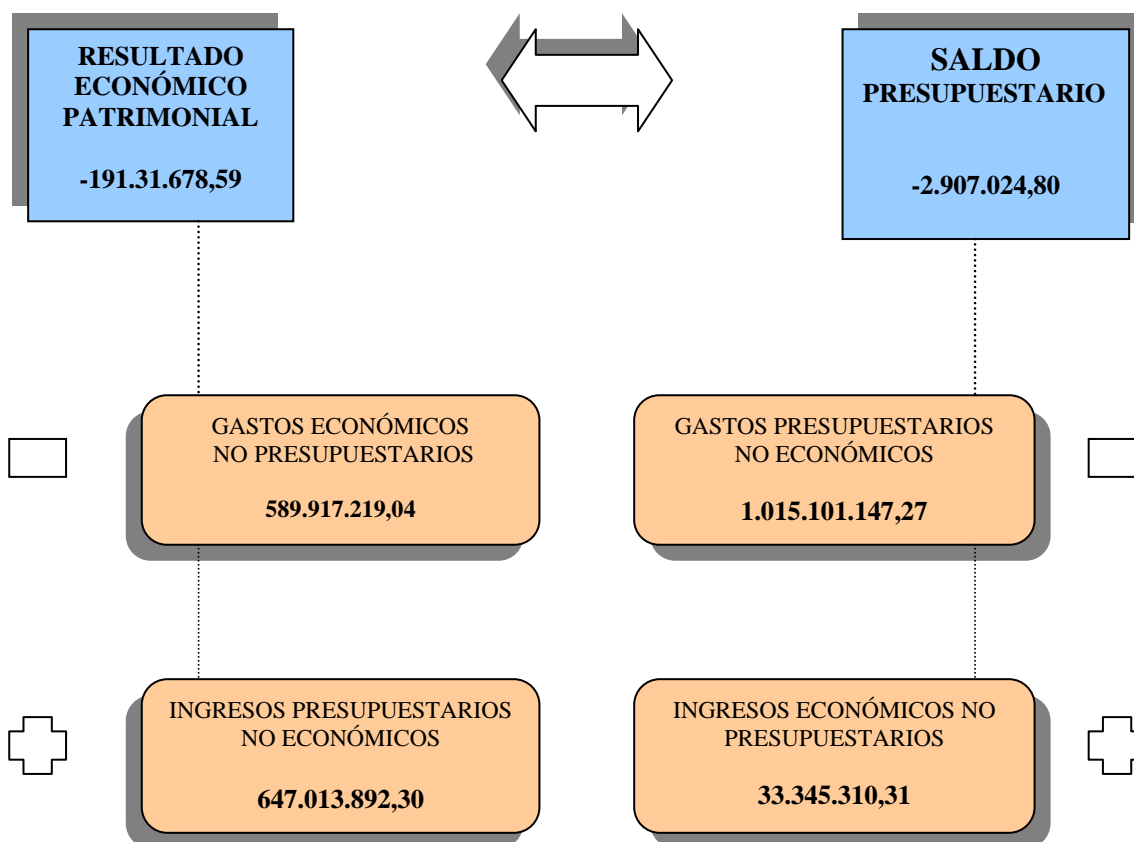 RESULTADO
ECONÓMICO
PATRIMONIAL
-191.31.678,59
SALDO
PRESUPUESTARIO
-2.907.024,80
GASTOS ECONÓMICOS
NO PRESUPUESTARIOS
589.917.219,04
GASTOS PRESUPUESTARIOS
NO ECONÓMICOS
1.015.101.147,27
INGRESOS PRESUPUESTARIOS
NO ECONÓMICOS
647.013.892,30
INGRESOS ECONÓMICOS NO
PRESUPUESTARIOS
33.345.310,31